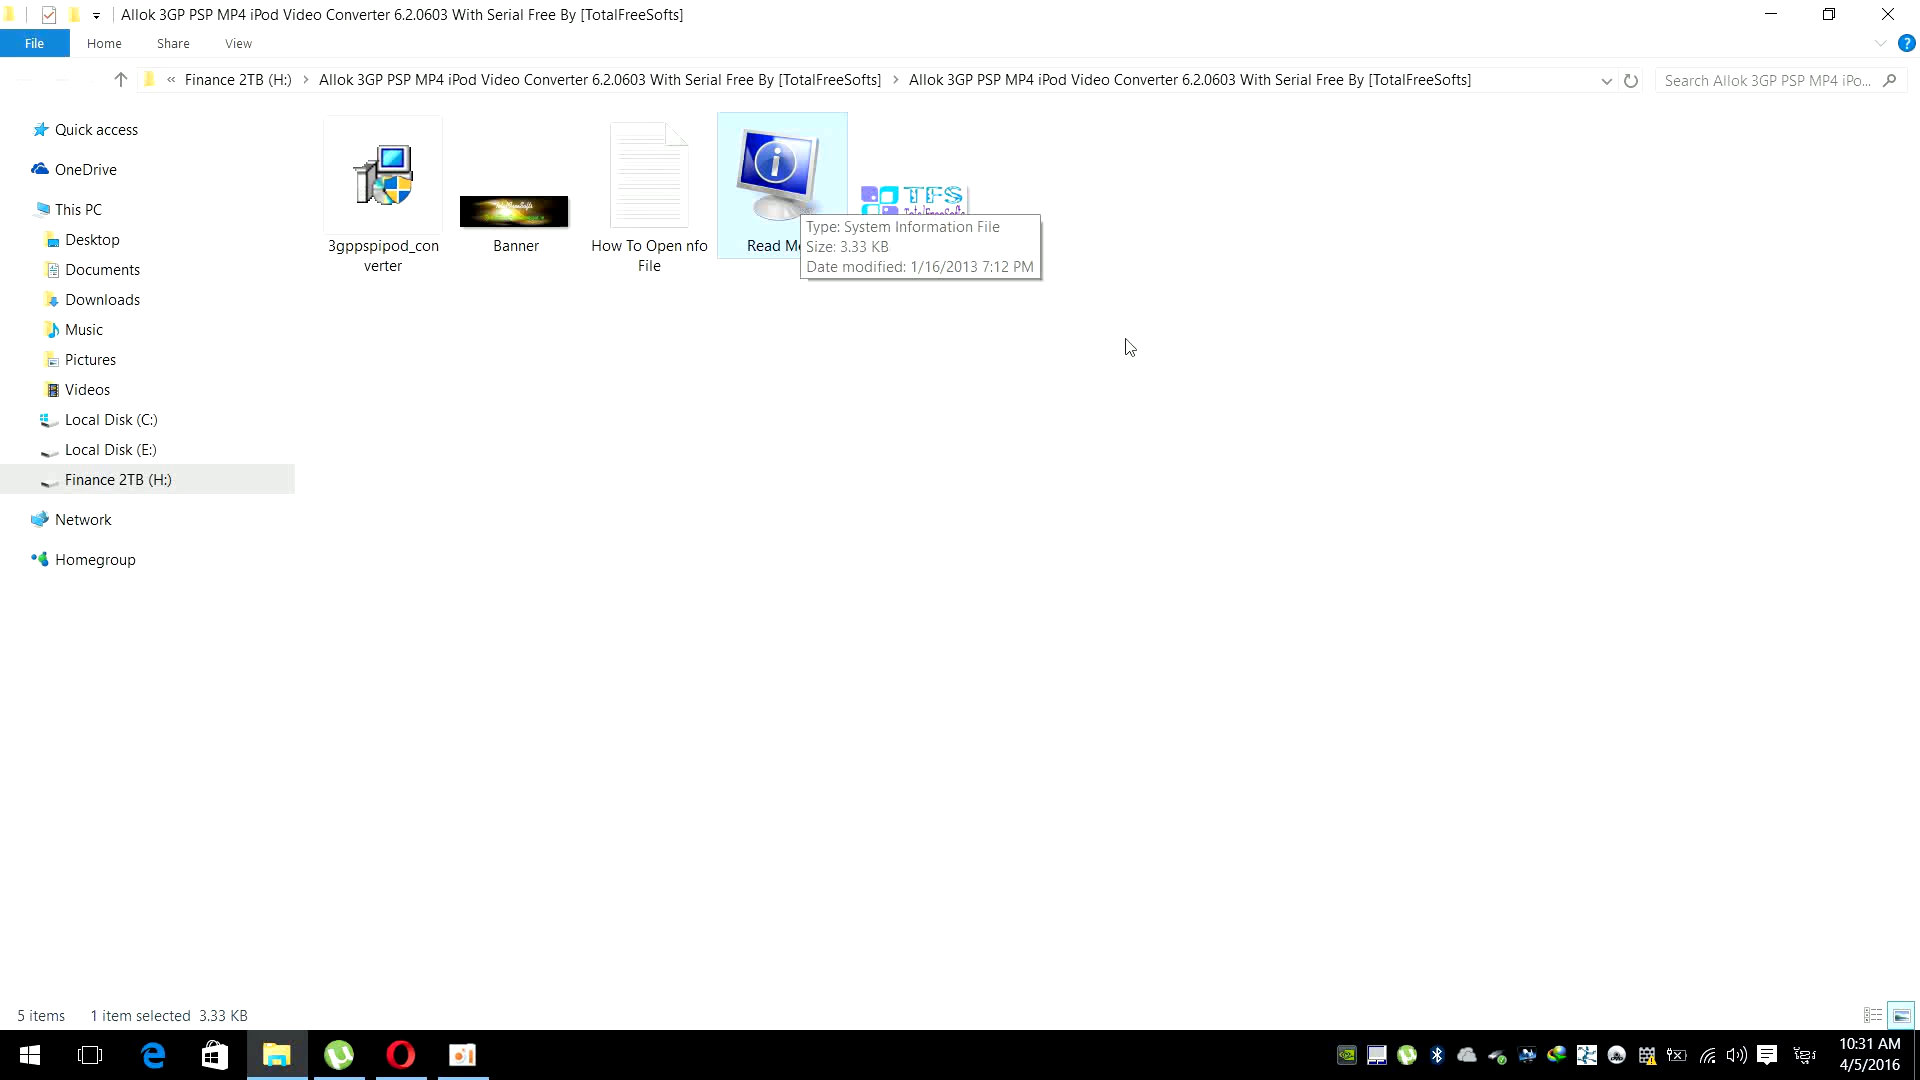 Allok 3GP PSP MP4 iPod Video Converter 6.2.0603 With Serial Free By [TotalFreeSofts]
File
Home
Share
View
« Finance 2TB (H:) › Allok 3GP PSP MP4 iPod Video Converter 6.2.0603 With Serial Free By [TotalFreeSofts] › Allok 3GP PSP MP4 iPod Video Converter 6.2.0603 With Serial Free By [TotalFreeSofts]
Search Allok 3GP PSP MP4 iPo...
Quick access
OneDrive
This PC
Desktop
Documents
Downloads
Music
Pictures
Videos
Local Disk (C:)
Local Disk (E:)
Finance 2TB (H:)
Network
Homegroup
3gppspipod_con
verter
Banner
How To Open nfo
File
Read M
TFS
TotalFreeSofts
Type: System Information File
Size: 3.33 KB
Date modified: 1/16/2013 7:12 PM
5 items
1 item selected 3.33 KB
10:31 AM
4/5/2016